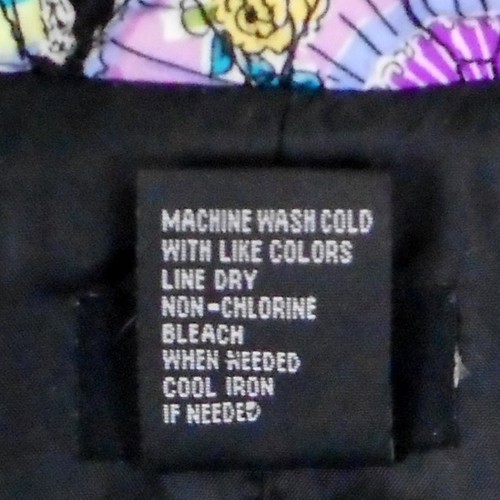 MACHINE WASH COLD
WITH LIKE COLORS
LINE DRY
NON-CHLORINE
BLEACH
WHEN NEEDED
COOL IRON
IF NEEDED